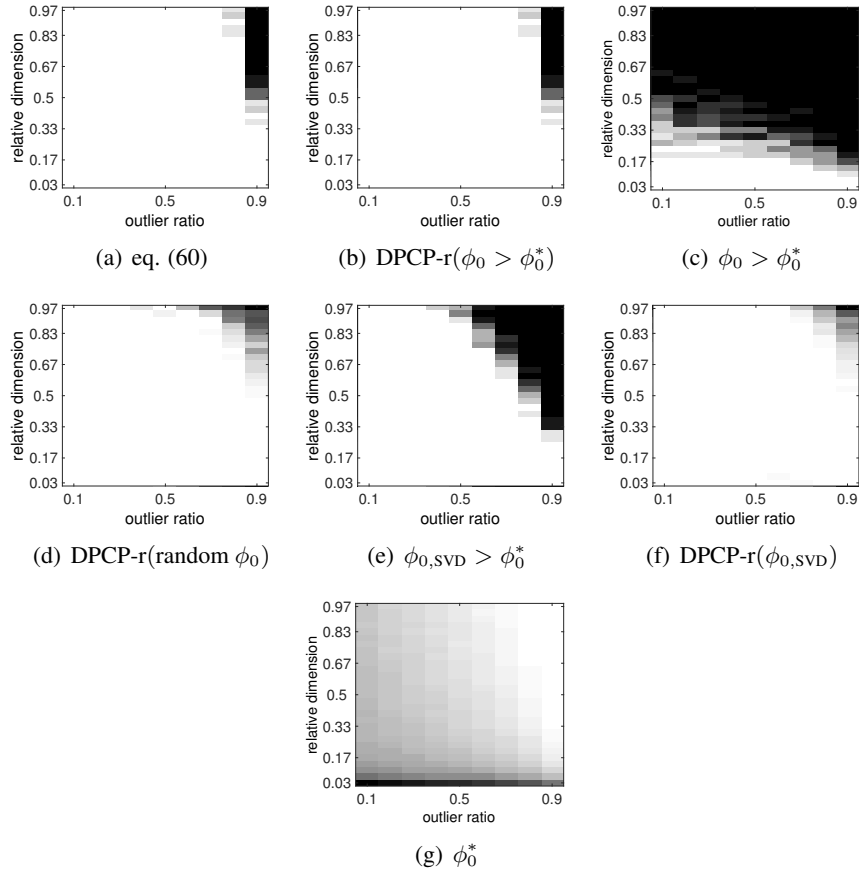 0.97
0.83
0.67
0.5
0.33
0.17
0.03
relative dimension
0.1 0.5 0.9
outlier ratio
(a) eq. (60)
0.97
0.83
0.67
0.5
0.33
0.17
0.03
relative dimension
0.1 0.5 0.9
outlier ratio
(b) DPCP-r(ϕ₀ > ϕ₀*)
0.97
0.83
0.67
0.5
0.33
0.17
0.03
relative dimension
0.1 0.5 0.9
outlier ratio
(c) ϕ₀ > ϕ₀*
0.97
0.83
0.67
0.5
0.33
0.17
0.03
relative dimension
0.1 0.5 0.9
outlier ratio
(d) DPCP-r(random ϕ₀)
0.97
0.83
0.67
0.5
0.33
0.17
0.03
relative dimension
0.1 0.5 0.9
outlier ratio
(e) ϕ₀,SVD > ϕ₀*
0.97
0.83
0.67
0.5
0.33
0.17
0.03
relative dimension
0.1 0.5 0.9
outlier ratio
(f) DPCP-r(ϕ₀,SVD)
0.97
0.83
0.67
0.5
0.33
0.17
0.03
relative dimension
0.1 0.5 0.9
outlier ratio
(g) ϕ₀*